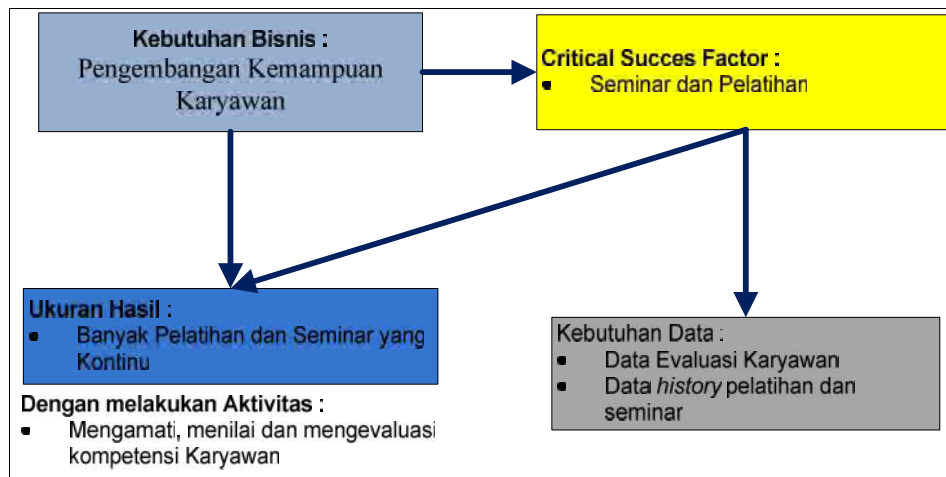 Kebutuhan Bisnis :
Pengembangan Kemampuan
Karyawan
Critical Succes Factor :
▪ Seminar dan Pelatihan
Ukuran Hasil :
▪ Banyak Pelatihan dan Seminar yang
Kontinu
Dengan melakukan Aktivitas :
▪ Mengamati, menilai dan mengevaluasi
kompetensi Karyawan
Kebutuhan Data :
▪ Data Evaluasi Karyawan
▪ Data history pelatihan dan
seminar